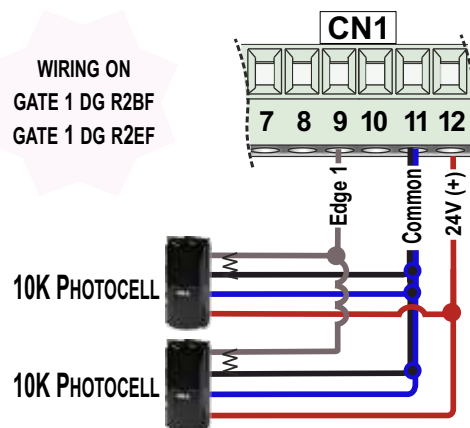 CN1
WIRING ON
GATE 1 DG R2BF
GATE 1 DG R2EF
7 8 9 10 11 12
Edge 1
Common
24V (+)
10K PHOTOCELL
10K PHOTOCELL